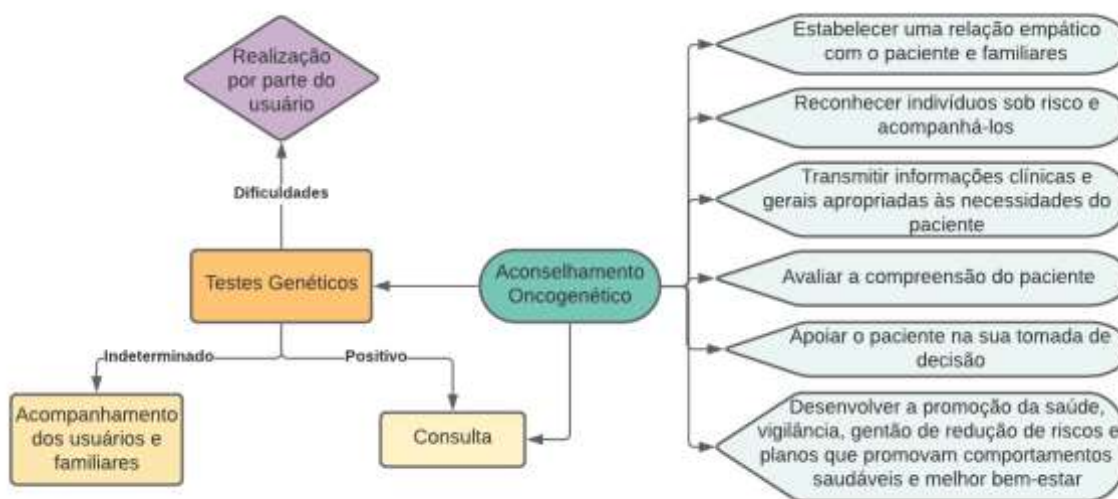 Realização
por parte do
usuário
Dificuldades
Testes Genéticos
Indeterminado
Positivo
Acompanhamento
dos usuários e
familiares
Consulta
Aconselhamento
Oncogenético
Estabelecer uma relação empático
com o paciente e familiares
Reconhecer indivíduos sob risco e
acompanhá-los
Transmitir informações clínicas e
gerais apropriadas às necessidades do
paciente
Avaliar a compreensão do paciente
Apoiar o paciente na sua tomada de
decisão
Desenvolver a promoção da saúde,
vigilância, gentão de redução de riscos e
planos que promovam comportamentos
saudáveis e melhor bem-estar